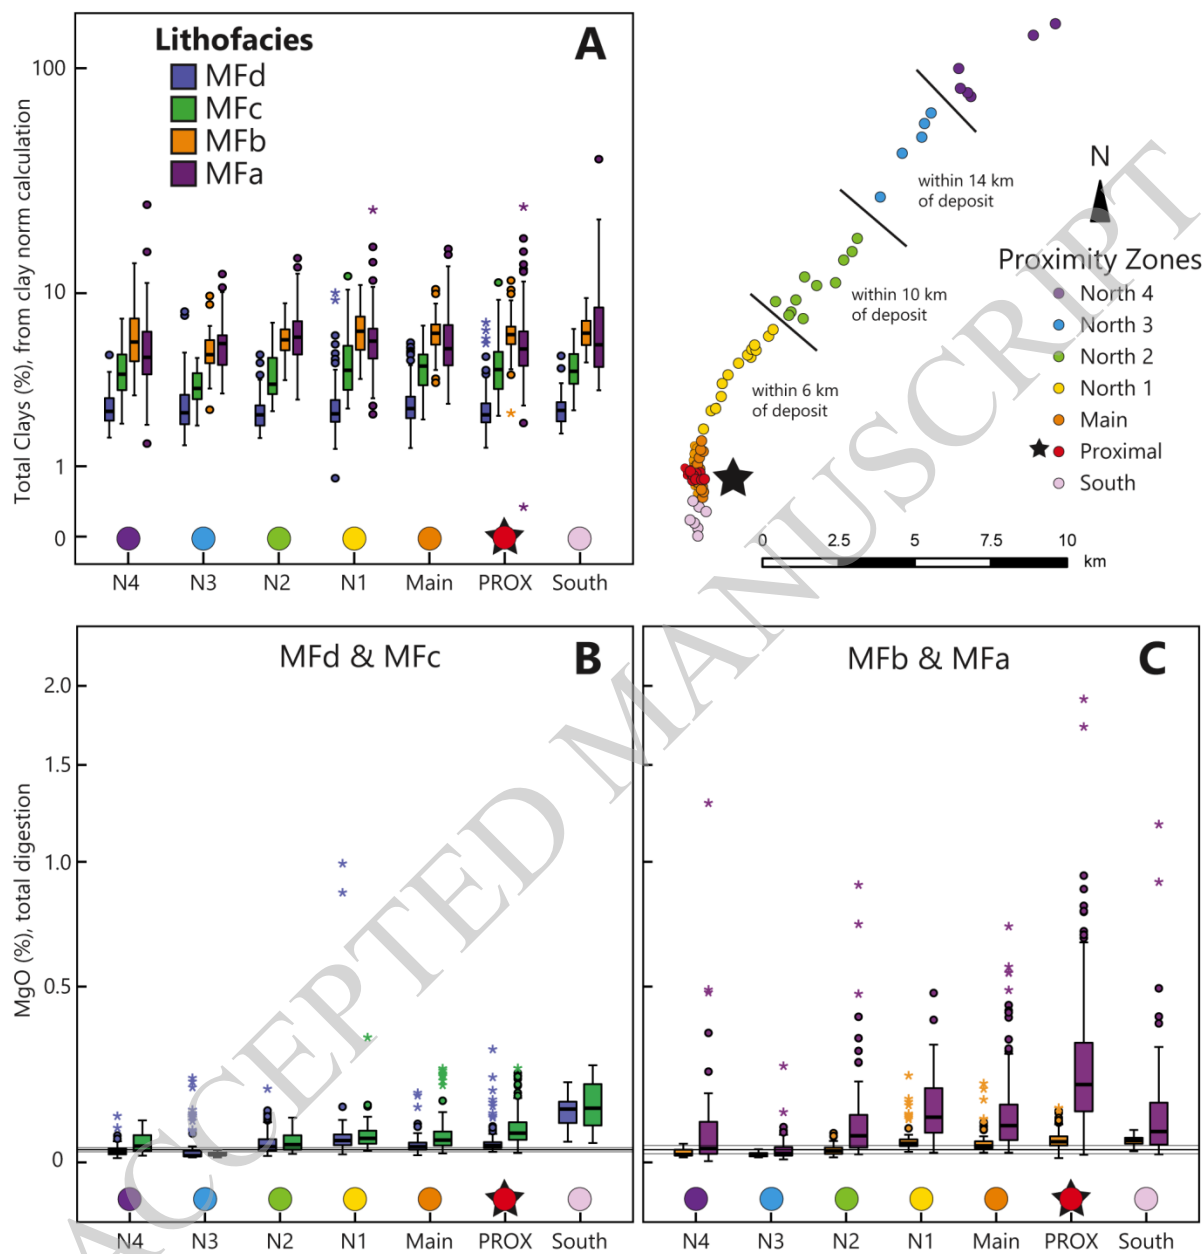 Lithofacies
MFd
MFc
MFb
MFa
A
Total Clays (%), from clay norm calculation
100
10
1
0
N4 N3 N2 N1 Main PROX South
within 14 km
of deposit
within 10 km
of deposit
within 6 km
of deposit
N
Proximity Zones
North 4
North 3
North 2
North 1
Main
Proximal
South
0 2.5 5 7.5 10
km
MFd & MFc
B
MgO (%), total digestion
2.0
1.5
1.0
0.5
0
N4 N3 N2 N1 Main PROX South
MFb & MFa
C
N4 N3 N2 N1 Main PROX South
ACCEPTED MANUSCRIPT